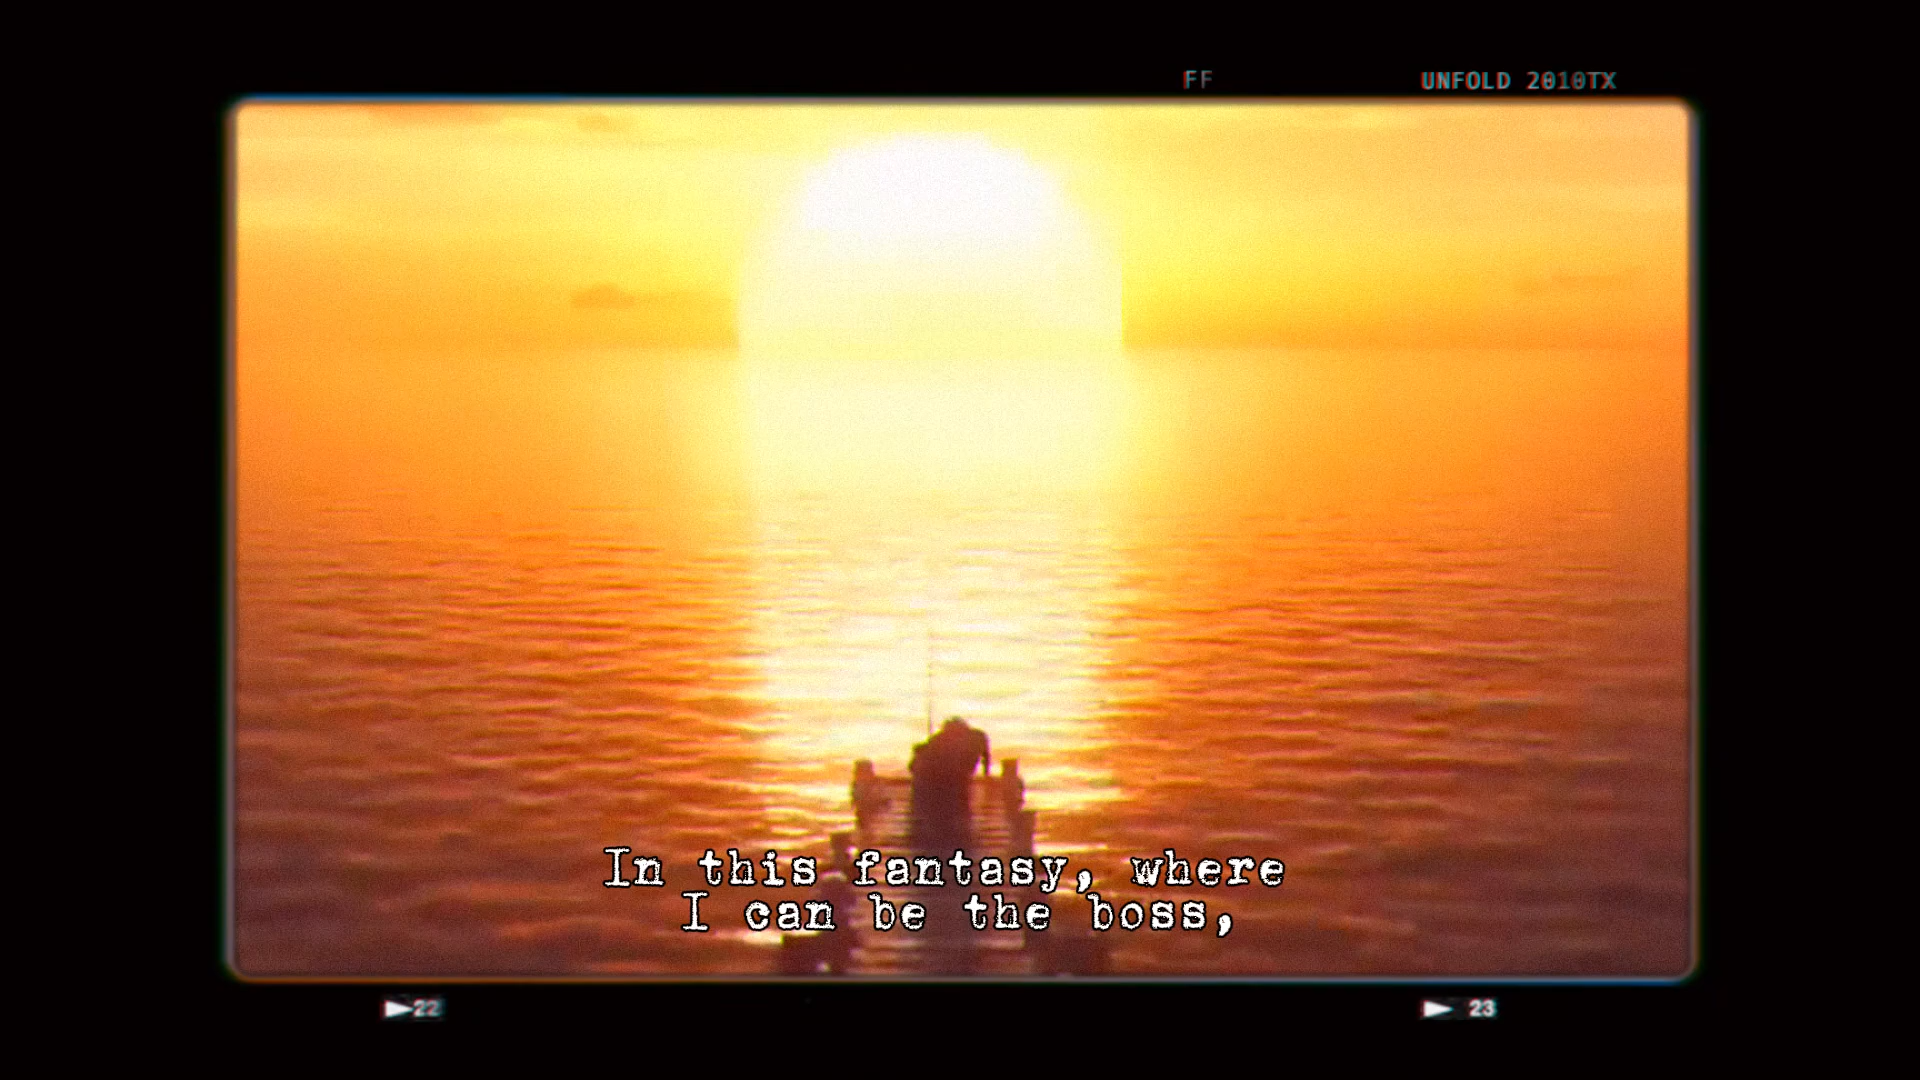 FF UNFOLD 2010TX
In this fantasy, where
I can be the boss,
▶22 ▶ 23